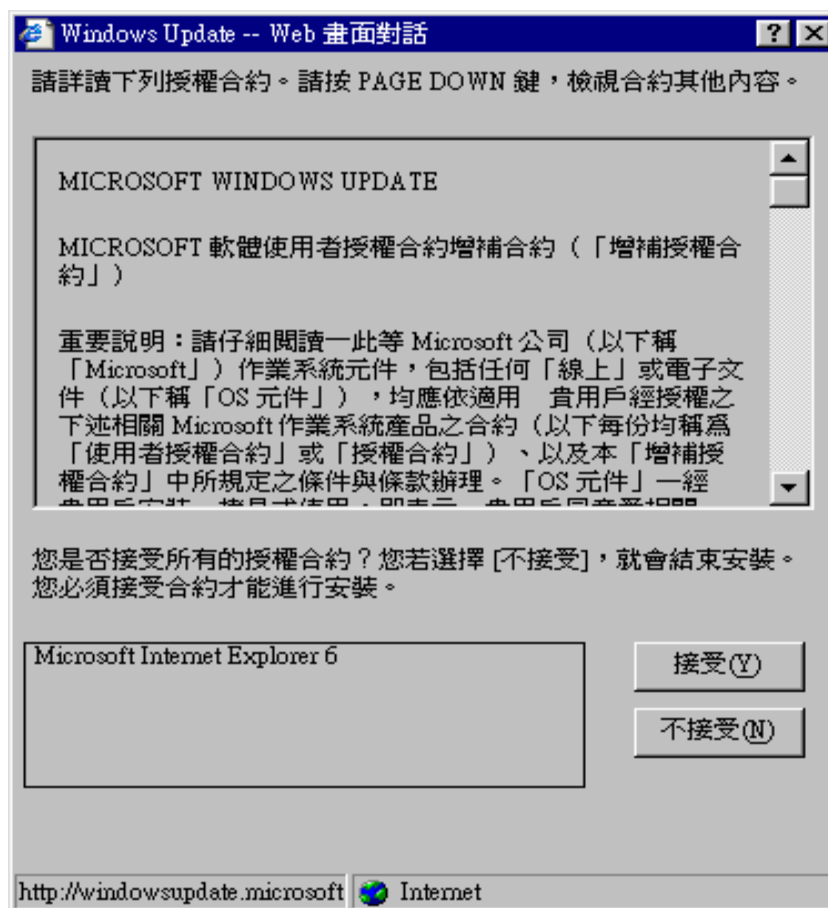 Windows Update -- Web 畫面對話
請詳讀下列授權合約。請按 PAGE DOWN 鍵，檢視合約其他內容。
MICROSOFT WINDOWS UPDATE
MICROSOFT 軟體使用者授權合約增補合約（「增補授權合
約」）
重要說明：請仔細閱讀—此等 Microsoft 公司（以下稱
「Microsoft」）作業系統元件，包括任何「線上」或電子文
件（以下稱「OS 元件」），均應依適用　貴用戶經授權之
下述相關 Microsoft 作業系統產品之合約（以下每份均稱爲
「使用者授權合約」或「授權合約」）、以及本「增補授
權合約」中所規定之條件與條款辦理。「OS 元件」一經
您是否接受所有的授權合約？您若選擇 [不接受]，就會結束安裝。
您必須接受合約才能進行安裝。
Microsoft Internet Explorer 6
接受(Y)
不接受(N)
http://windowsupdate.microsoft
Internet